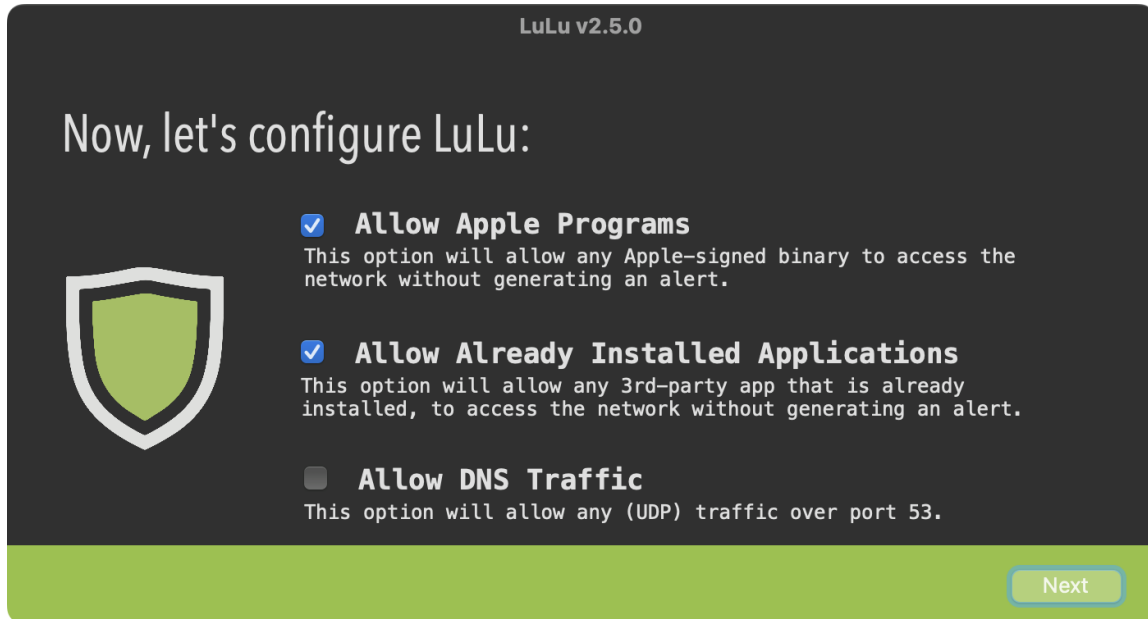 LuLu v2.5.0
Now, let's configure LuLu:
Allow Apple Programs
This option will allow any Apple-signed binary to access the
network without generating an alert.
Allow Already Installed Applications
This option will allow any 3rd-party app that is already
installed, to access the network without generating an alert.
Allow DNS Traffic
This option will allow any (UDP) traffic over port 53.
Next